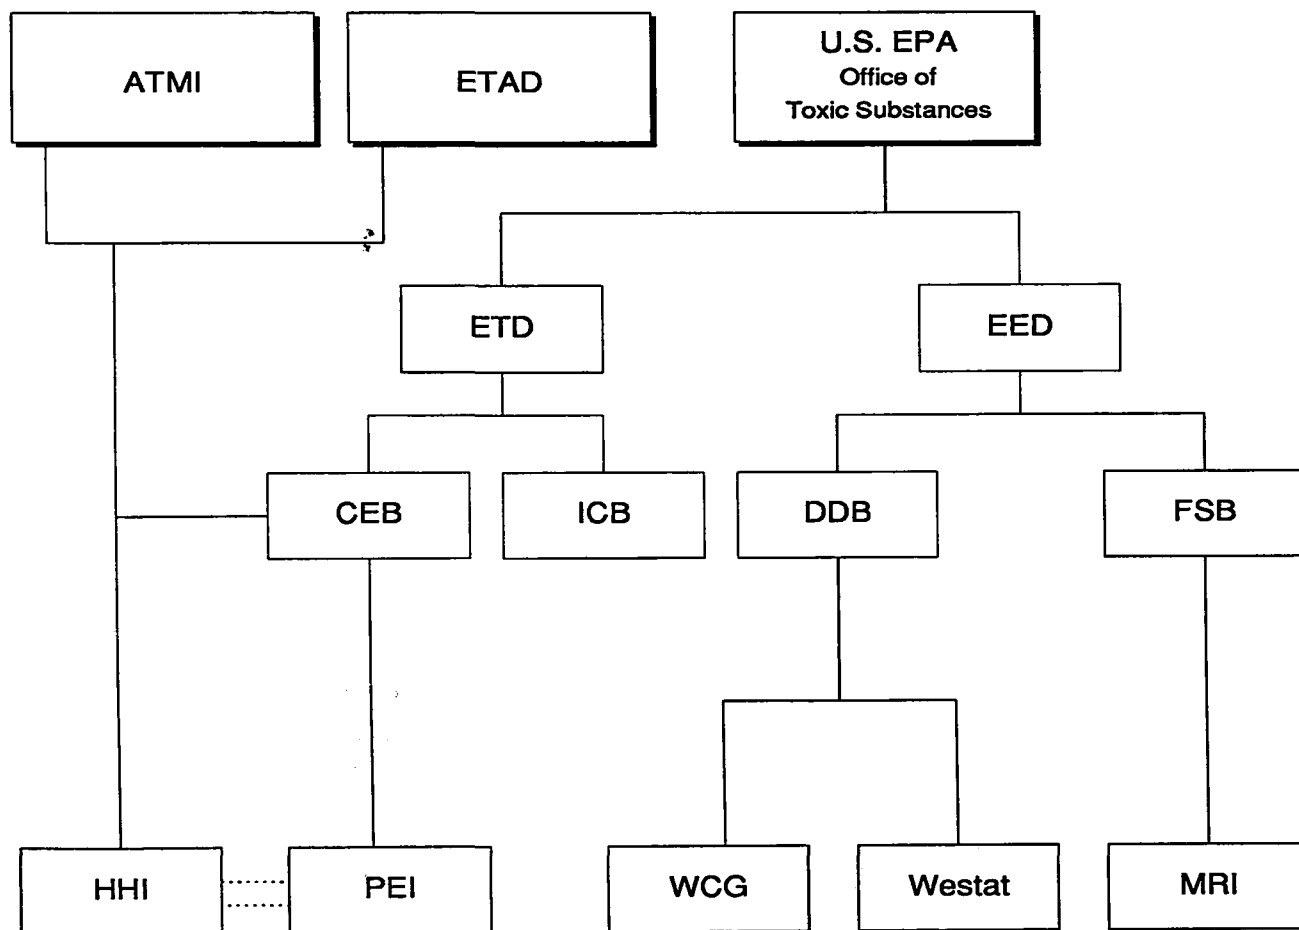 ATMI
ETAD
U.S. EPA
Office of
Toxic Substances
ETD
EED
CEB
ICB
DDB
FSB
HHI
PEI
WCG
Westat
MRI